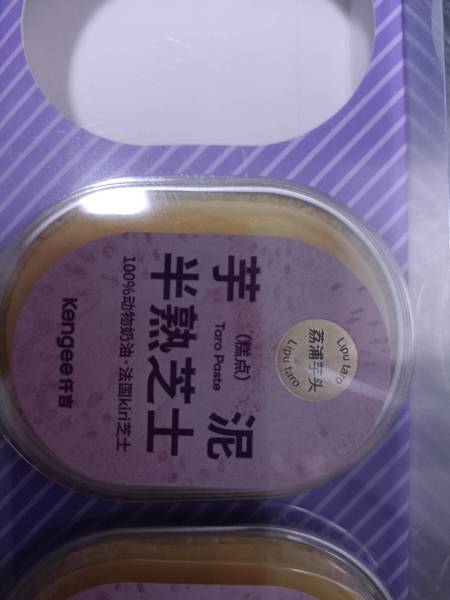 Lipu taro
荔浦芋头
Lipu taro
芋泥
(糕点)
Taro Paste
半熟芝士
100%动物奶油·法国kiri芝士
Kengee仟吉